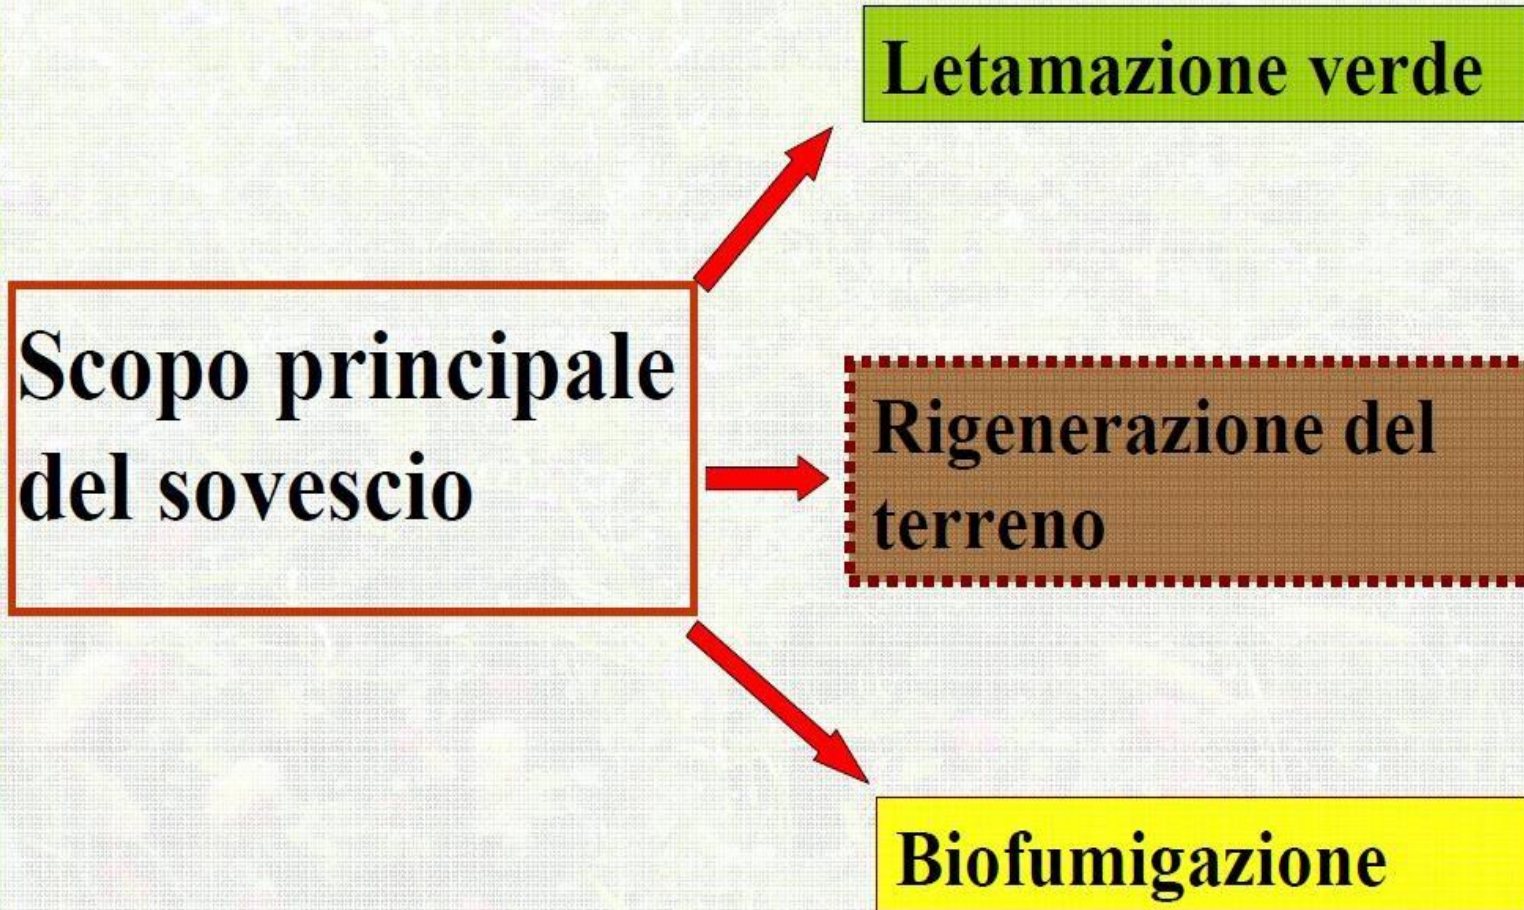 Letamazione verde
Scopo principale
del sovescio
Rigenerazione del
terreno
Biofumigazione